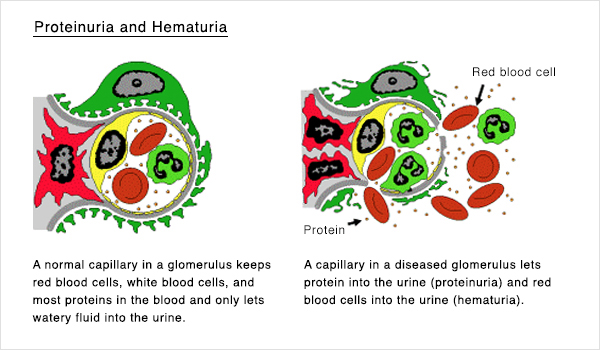 Proteinuria and Hematuria
Red blood cell
Protein
A normal capillary in a glomerulus keeps
red blood cells, white blood cells, and
most proteins in the blood and only lets
watery fluid into the urine.
A capillary in a diseased glomerulus lets
protein into the urine (proteinuria) and red
blood cells into the urine (hematuria).